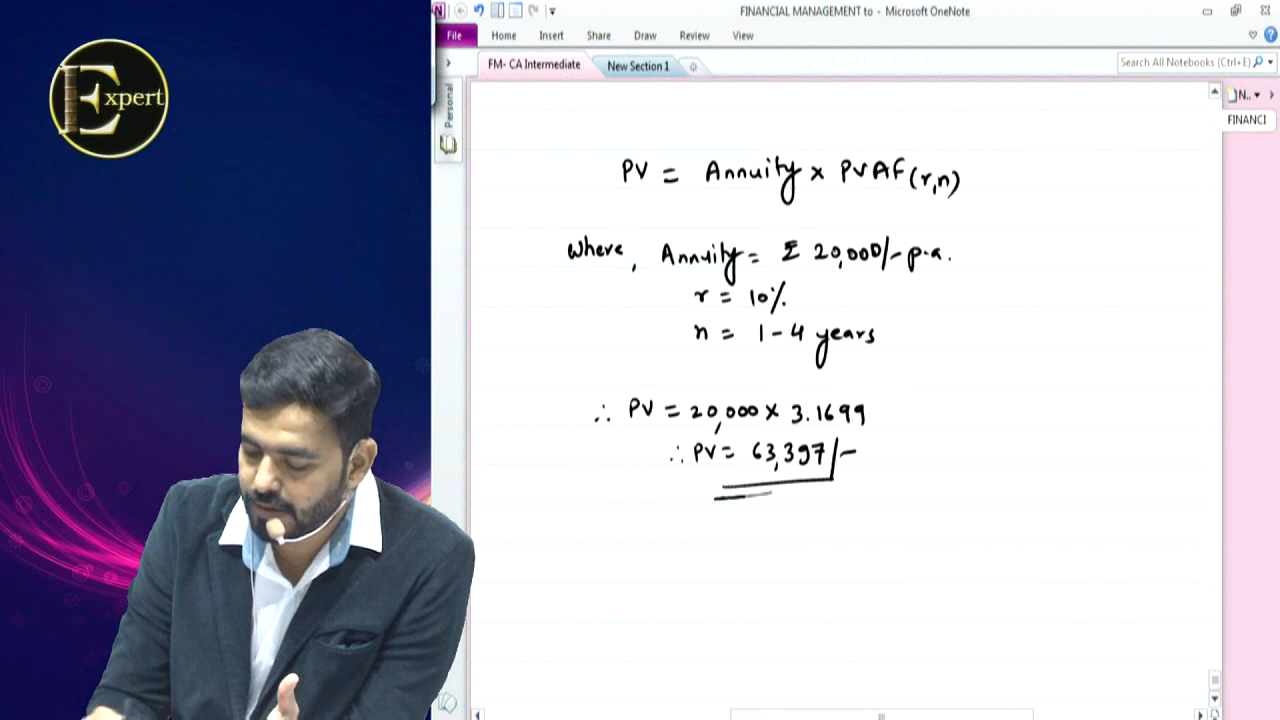 Expert
FINANCIAL MANAGEMENT to - Microsoft OneNote
File Home Insert Share Draw Review View
FM- CA Intermediate New Section 1
Search All Notebooks (Ctrl+E)
N..
Personal
FINANCI
PV = Annuity x PVAF(r,n)
Where, Annuity = ₹ 20,000/- p.a.
r = 10%
n = 1 - 4 years
∴ PV = 20,000 x 3.1699
∴ PV = 63,397/-